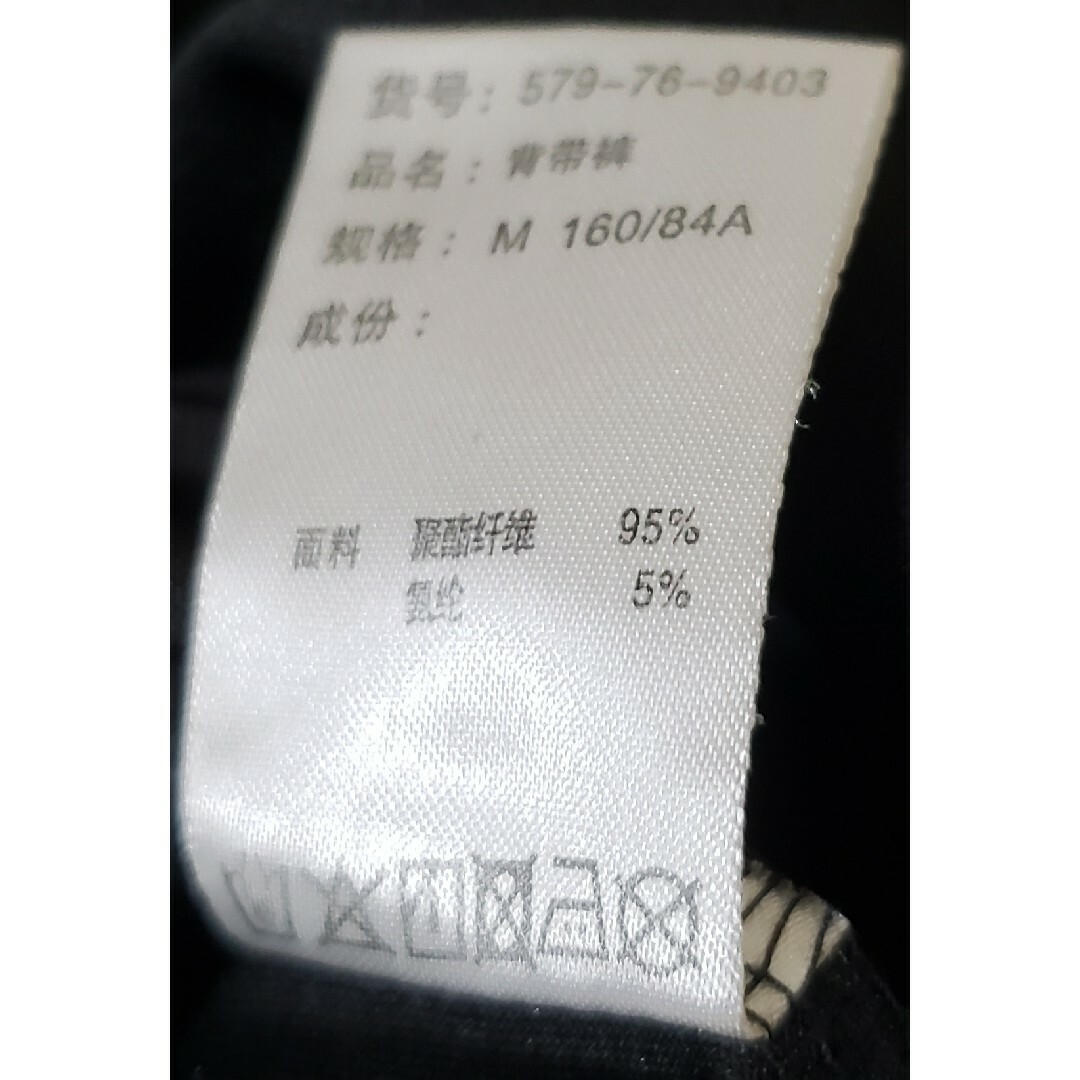 货号: 579-76-9403
品名: 背带裤
规格: M 160/84A
成份:
面料 聚酯纤维 95%
氨纶 5%